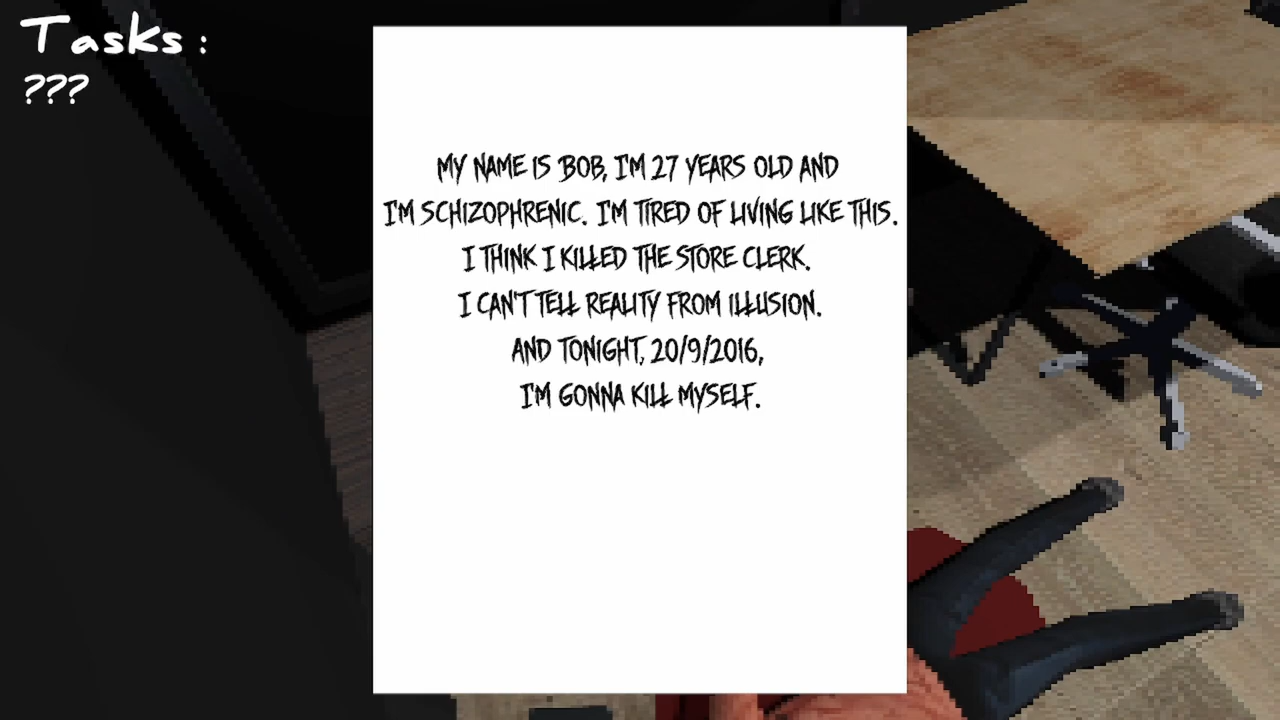 Tasks:
???
MY NAME IS BOB, I'M 27 YEARS OLD AND
I'M SCHIZOPHRENIC. I'M TIRED OF LIVING LIKE THIS.
I THINK I KILLED THE STORE CLERK.
I CAN'T TELL REALITY FROM ILLUSION.
AND TONIGHT, 20/9/2016,
I'M GONNA KILL MYSELF.